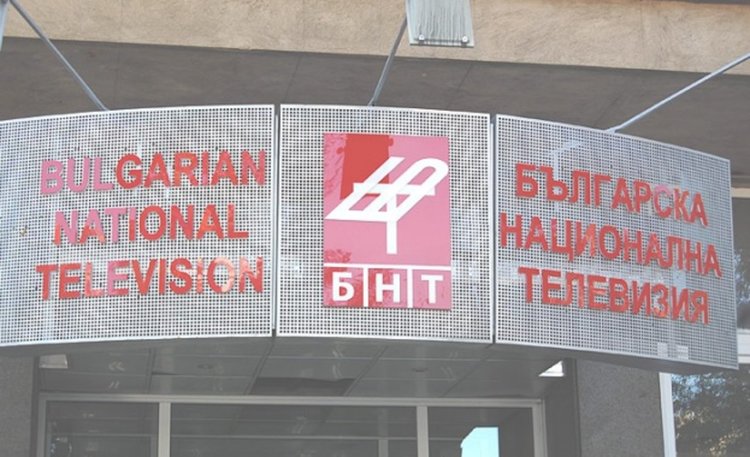 BULGARIAN
NATIONAL
TELEVISION
БНТ
БЪЛГАРСКА
НАЦИОНАЛНА
ТЕЛЕВИЗИЯ